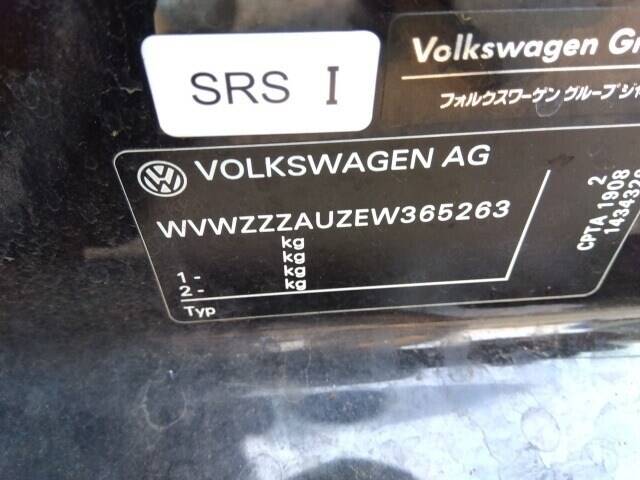 SRS I
Volkswagen Gr
フォルクスワーゲン グループ ジャ
VOLKSWAGEN AG
WVWZZZAUZEW365263
kg
kg
1 - kg
2 - kg
Typ
2
CPTA 1908